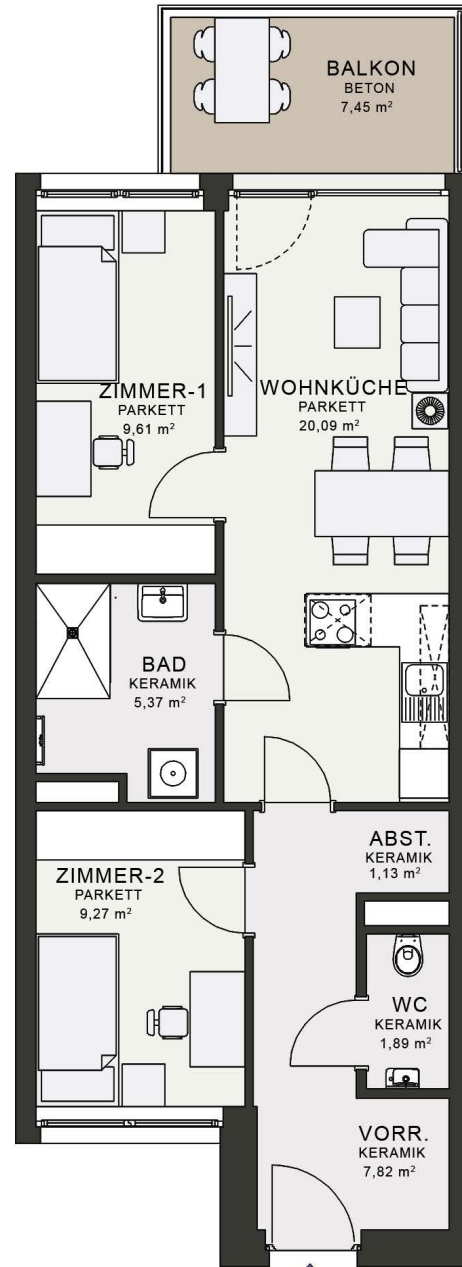 BALKON
BETON
7,45 m²
ZIMMER-1
PARKETT
9,61 m²
WOHNKÜCHE
PARKETT
20,09 m²
BAD
KERAMIK
5,37 m²
ABST.
KERAMIK
1,13 m²
ZIMMER-2
PARKETT
9,27 m²
WC
KERAMIK
1,89 m²
VORR.
KERAMIK
7,82 m²